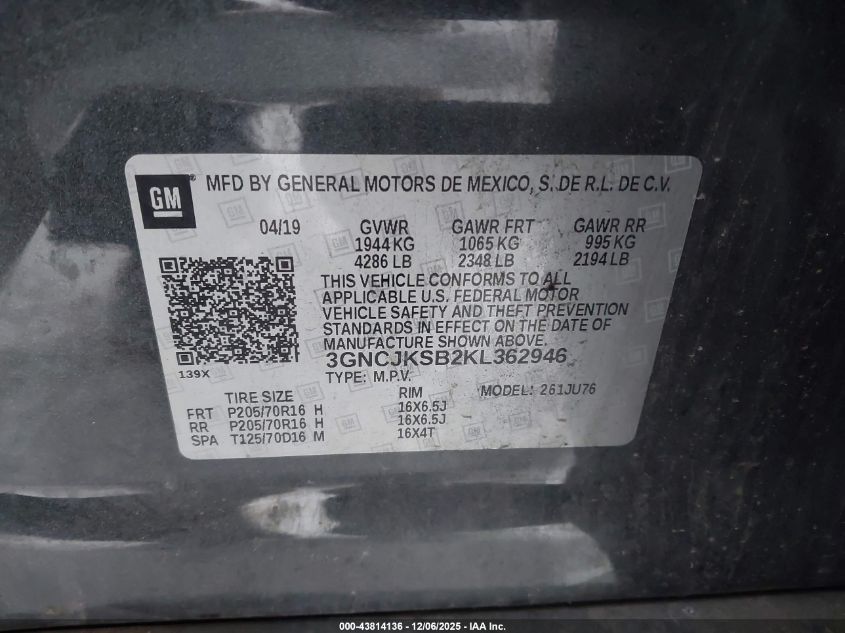 GM
MFD BY GENERAL MOTORS DE MEXICO, S. DE R.L. DE C.V.
04/19 GVWR GAWR FRT GAWR RR
1944 KG 1065 KG 995 KG
4286 LB 2348 LB 2194 LB
THIS VEHICLE CONFORMS TO ALL
APPLICABLE U.S. FEDERAL MOTOR
VEHICLE SAFETY AND THEFT PREVENTION
STANDARDS IN EFFECT ON THE DATE OF
MANUFACTURE SHOWN ABOVE.
3GNCJKSB2KL362946
139X
TYPE: M.P.V.
TIRE SIZE RIM MODEL: 261JU76
FRT P205/70R16 H 16X6.5J
RR P205/70R16 H 16X6.5J
SPA T125/70D16 M 16X4T
000-43814136 - 12/06/2025 - IAA Inc.